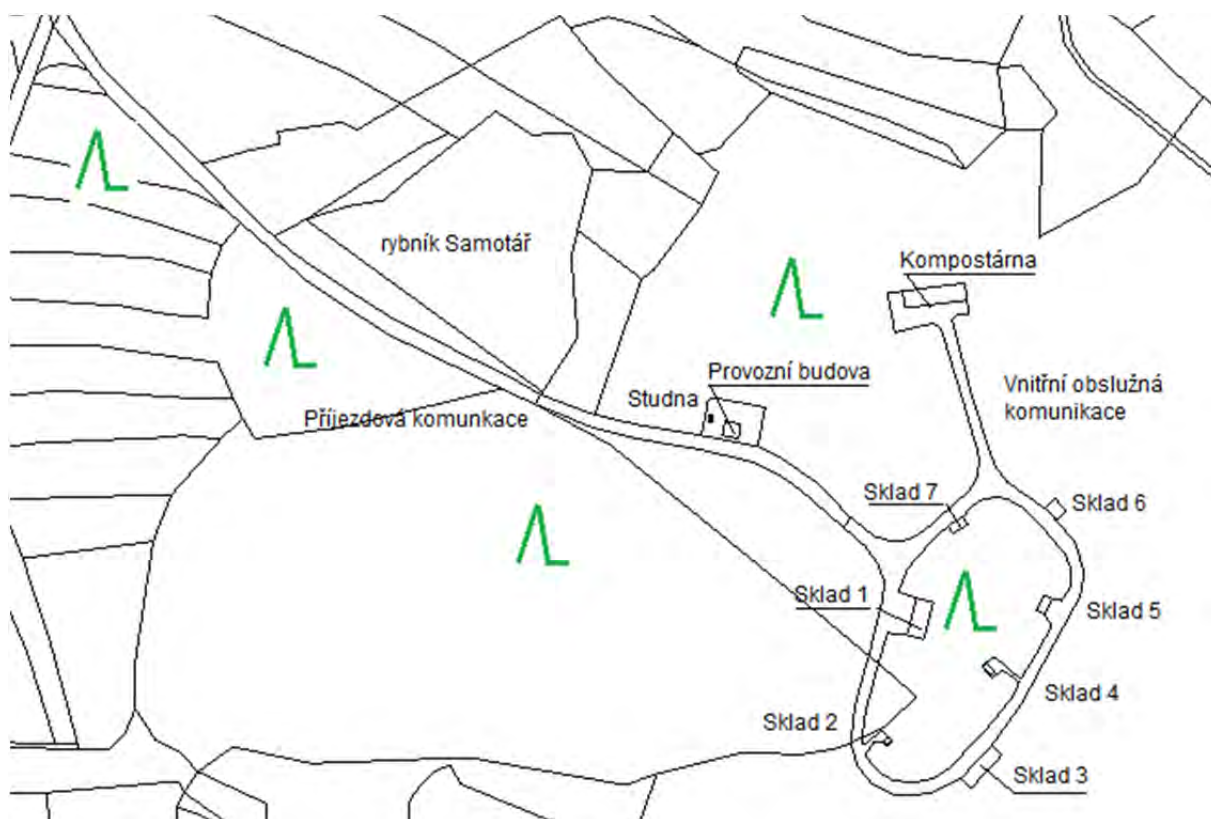 rybník Samotář
Kompostárna
Provozní budova
Studna
Vnitřní obslužná
komunikace
Příjezdová komunkace
Sklad 7
Sklad 6
Sklad 1
Sklad 5
Sklad 4
Sklad 2
Sklad 3